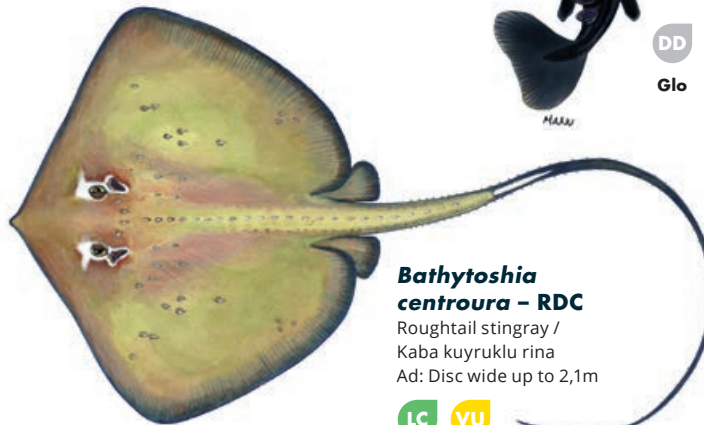 DD
Glo
MANU
Bathytoshia
centroura – RDC
Roughtail stingray /
Kaba kuyruklu rina
Ad: Disc wide up to 2,1m
LC VU